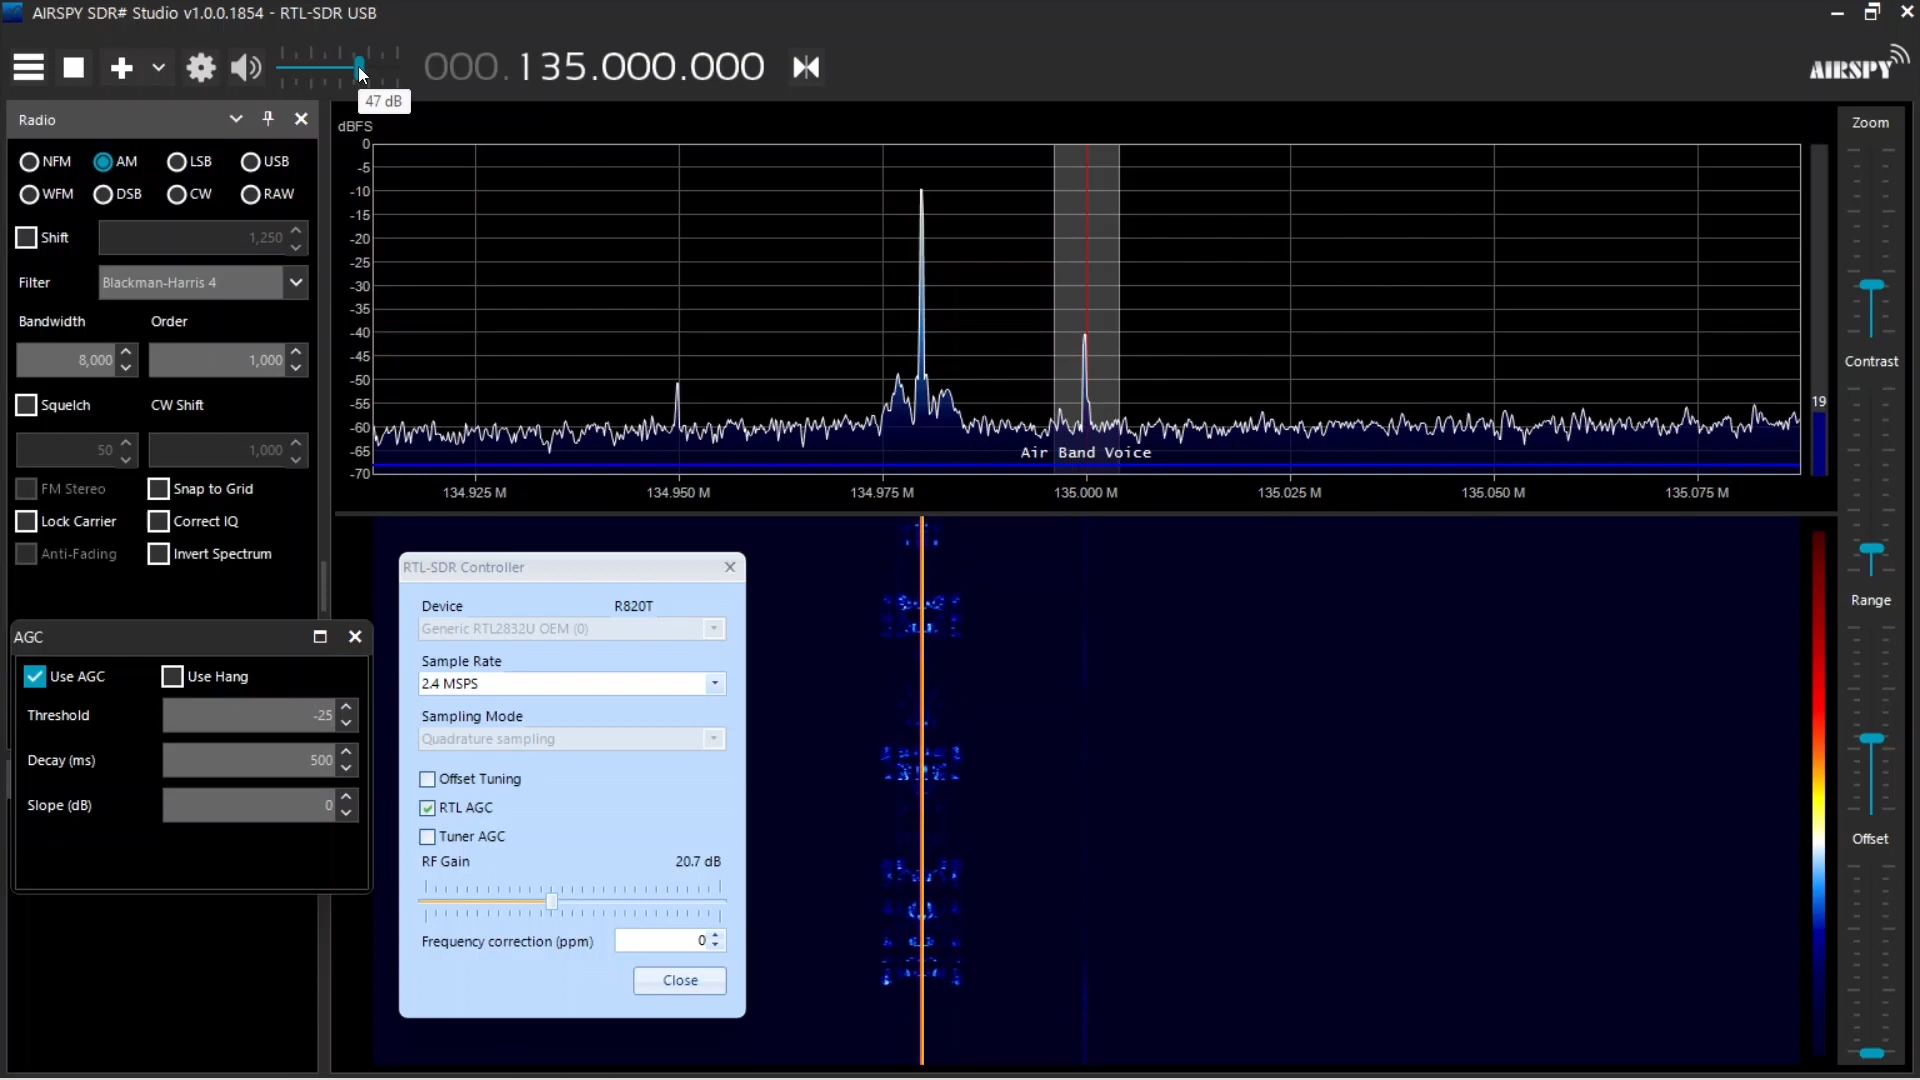 AIRSPY SDR# Studio v1.0.0.1854 - RTL-SDR USB
000.135.000.000
AIRSPY
47 dB
Radio
NFM AM LSB USB
WFM DSB CW RAW
Shift 1,250
Filter Blackman-Harris 4
Bandwidth Order
8,000 1,000
Squelch CW Shift
50 1,000
FM Stereo Snap to Grid
Lock Carrier Correct IQ
Anti-Fading Invert Spectrum
AGC
Use AGC Use Hang
Threshold -25
Decay (ms) 500
Slope (dB) 0
dBFS
0
-5
-10
-15
-20
-25
-30
-35
-40
-45
-50
-55
-60
-65
-70
Air Band Voice
134.925 M 134.950 M 134.975 M 135.000 M 135.025 M 135.050 M 135.075 M
19
RTL-SDR Controller
Device R820T
Generic RTL2832U OEM (0)
Sample Rate
2.4 MSPS
Sampling Mode
Quadrature sampling
Offset Tuning
RTL AGC
Tuner AGC
RF Gain 20.7 dB
Frequency correction (ppm) 0
Close
Zoom
Contrast
Range
Offset